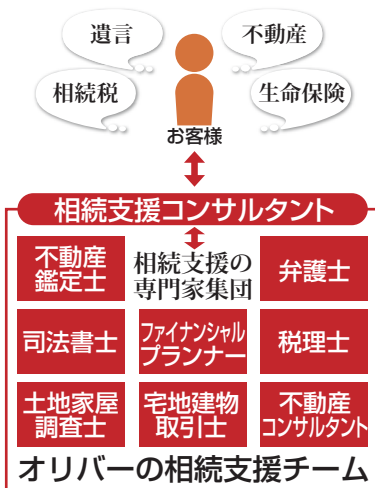 遺言
不動産
相続税
生命保険
お客様
相続支援コンサルタント
不動産
鑑定士
相続支援の
専門家集団
弁護士
司法書士
ファイナンシャル
プランナー
税理士
土地家屋
調査士
宅地建物
取引士
不動産
コンサルタント
オリバーの相続支援チーム